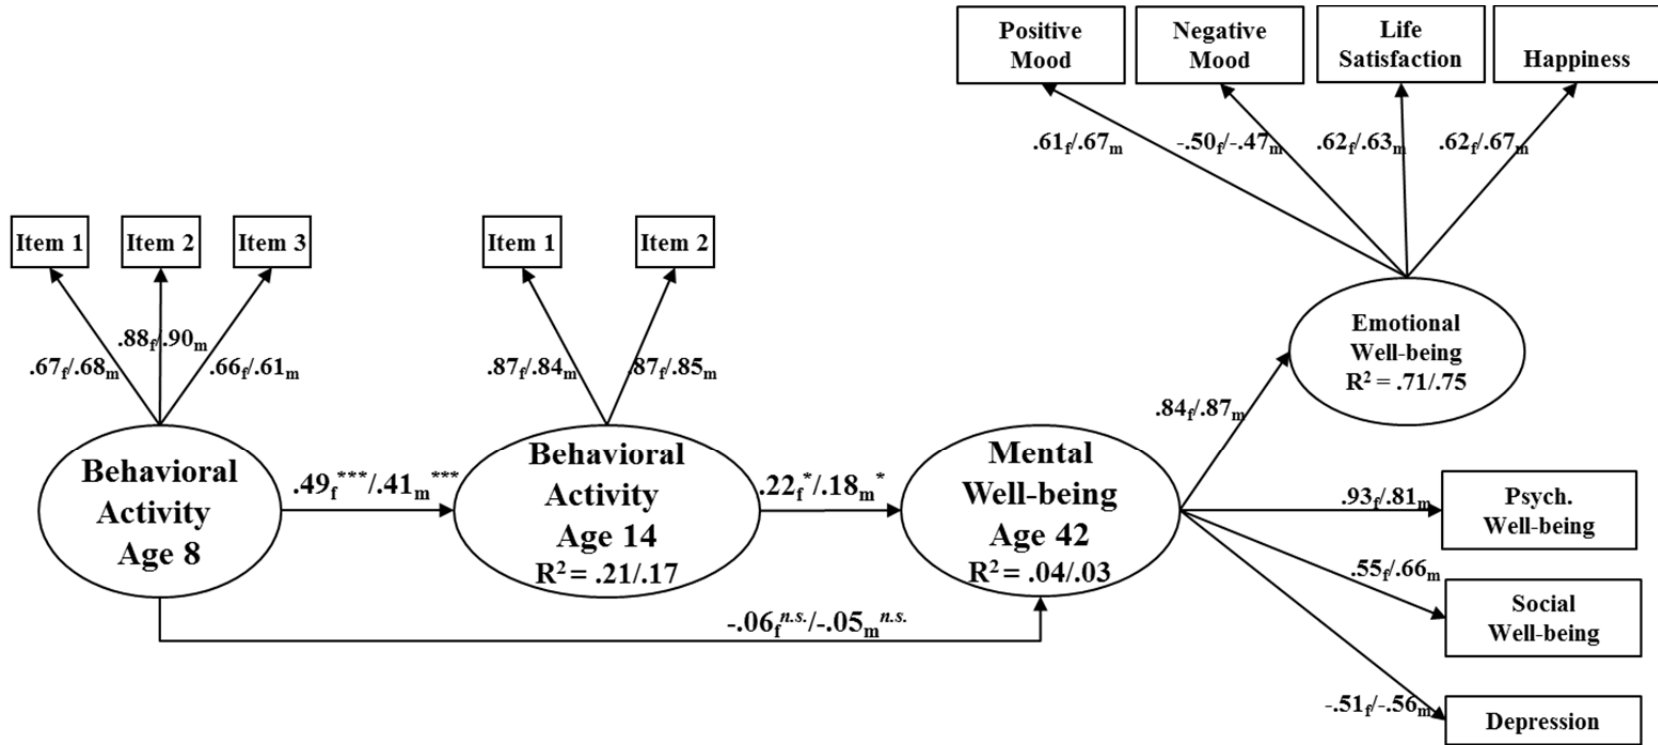 Positive
Mood
Negative
Mood
Life
Satisfaction
Happiness
.61f/.67m
-.50f/-.47m
.62f/.63m
.62f/.67m
Item 1
Item 2
Item 3
Item 1
Item 2
.67f/.68m
.88f/.90m
.66f/.61m
.87f/.84m
.87f/.85m
Emotional
Well-being
R² = .71/.75
.84f/.87m
Behavioral
Activity
Age 8
.49f***/.41m***
Behavioral
Activity
Age 14
R² = .21/.17
.22f*/.18m*
Mental
Well-being
Age 42
R² = .04/.03
-.06f n.s./-.05m n.s.
.93f/.81m
Psych.
Well-being
.55f/.66m
Social
Well-being
-.51f/-.56m
Depression